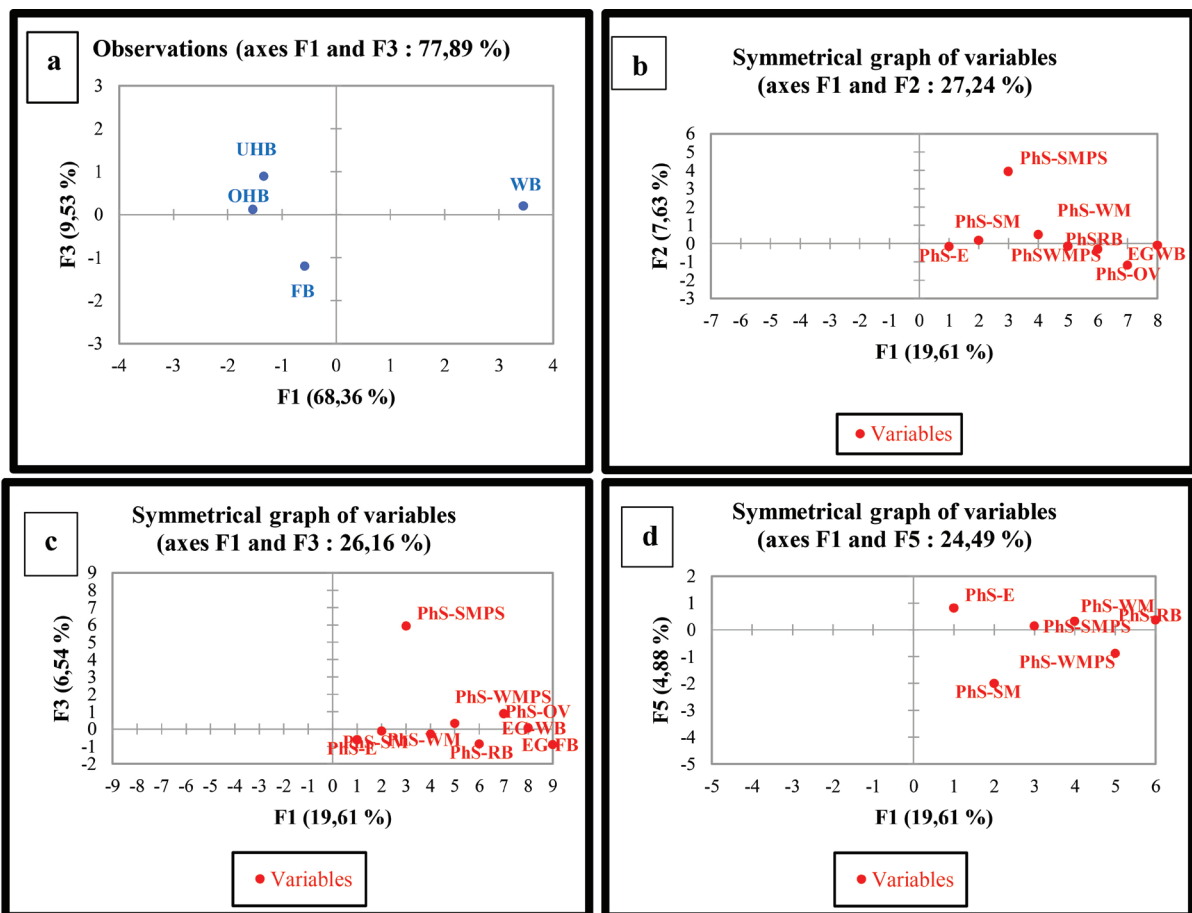 a
Observations (axes F1 and F3 : 77,89 %)
3
2
1
0
-1
-2
-3
F3 (9,53 %)
UHB
OHB
WB
FB
-4 -3 -2 -1 0 1 2 3 4
F1 (68,36 %)
b
Symmetrical graph of variables
(axes F1 and F2 : 27,24 %)
6
5
4
3
2
1
0
-1
-2
-3
F2 (7,63 %)
PhS-SMPS
PhS-WM
PhS-SM
PhSRB
PhS-E PhSWMPS EGWB
PhS-OV
-7 -6 -5 -4 -3 -2 -1 0 1 2 3 4 5 6 7 8
F1 (19,61 %)
Variables
c
Symmetrical graph of variables
(axes F1 and F3 : 26,16 %)
9
8
7
6
5
4
3
2
1
0
-1
-2
F3 (6,54 %)
PhS-SMPS
PhS-WMPS
PhS-OV
EG-WB
PhS-SM PhS-WM EG-FB
PhS-E PhS-RB
-9 -8 -7 -6 -5 -4 -3 -2 -1 0 1 2 3 4 5 6 7 8 9
F1 (19,61 %)
Variables
d
Symmetrical graph of variables
(axes F1 and F5 : 24,49 %)
2
1
0
-1
-2
-3
-4
-5
F5 (4,88 %)
PhS-E
PhS-WM
PhS-RB
PhS-SMPS
PhS-WMPS
PhS-SM
-5 -4 -3 -2 -1 0 1 2 3 4 5 6
F1 (19,61 %)
Variables